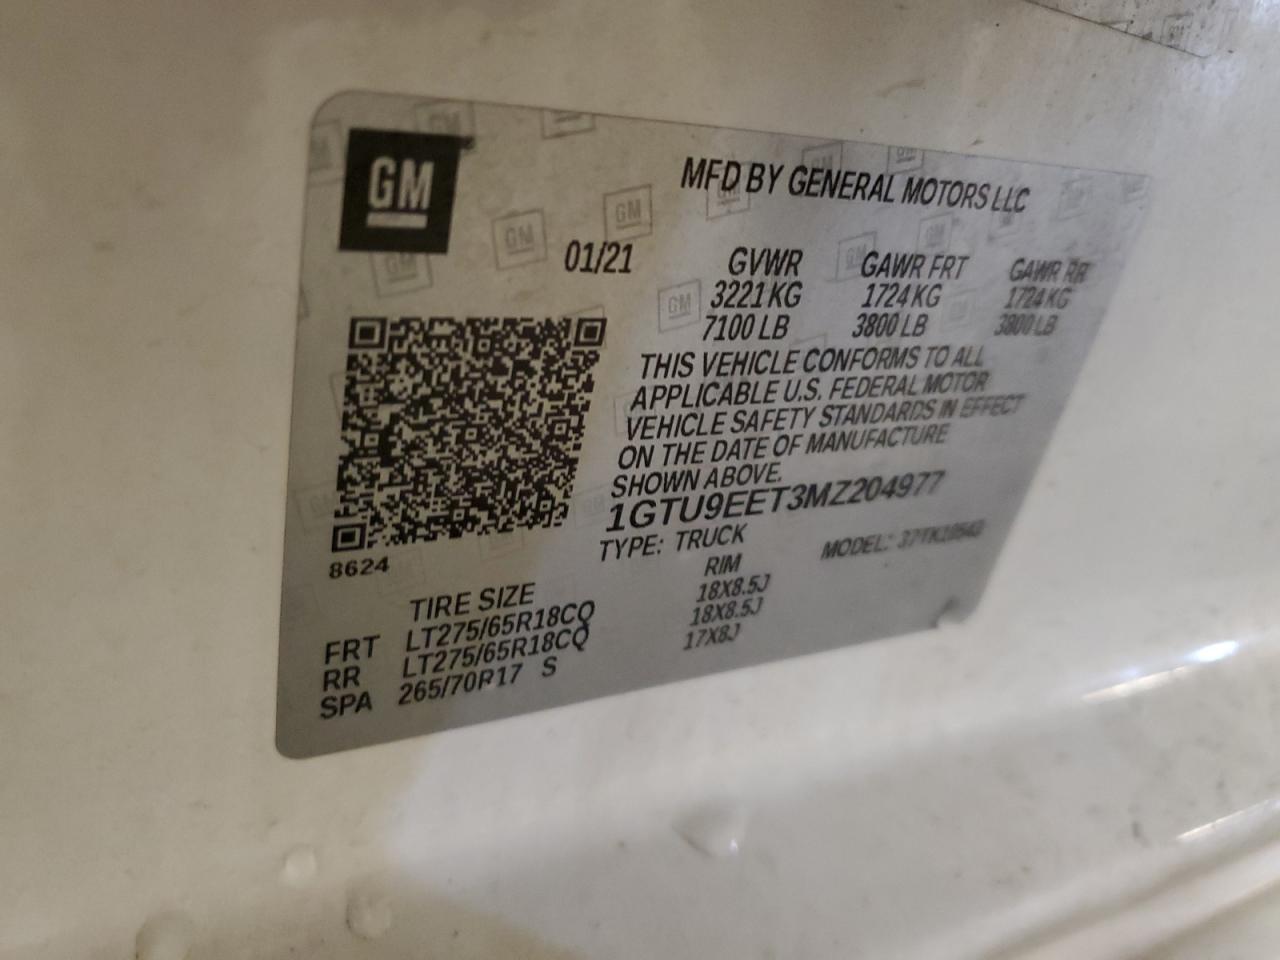 GM
MFD BY GENERAL MOTORS LLC
01/21
GVWR GAWR FRT GAWR RR
3221 KG 1724 KG 1724 KG
7100 LB 3800 LB 3800 LB
THIS VEHICLE CONFORMS TO ALL
APPLICABLE U.S. FEDERAL MOTOR
VEHICLE SAFETY STANDARDS IN EFFECT
ON THE DATE OF MANUFACTURE
SHOWN ABOVE.
1GTU9EET3MZ204977
TYPE: TRUCK MODEL:
8624
TIRE SIZE RIM
FRT LT275/65R18CQ 18X8.5J
RR LT275/65R18CQ 18X8.5J
SPA 265/70R17 S 17X8J